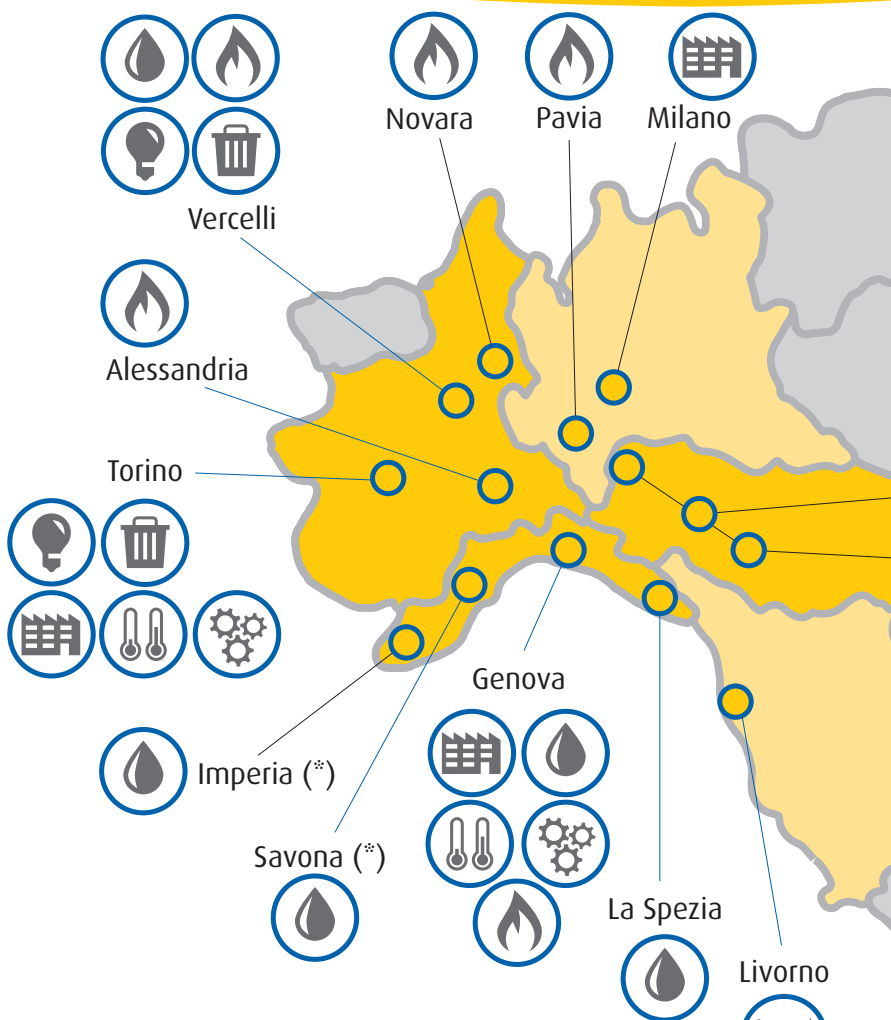 Novara
Pavia
Milano
Vercelli
Alessandria
Torino
Genova
Imperia (*)
Savona (*)
La Spezia
Livorno